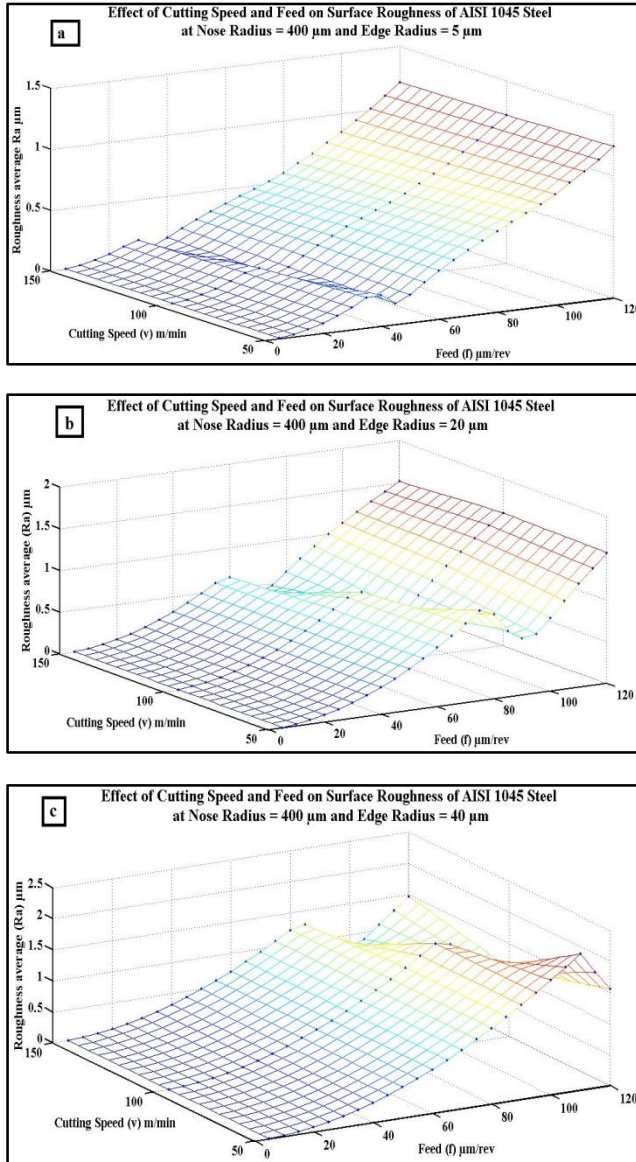 Effect of Cutting Speed and Feed on Surface Roughness of AISI 1045 Steel
a
at Nose Radius = 400 µm and Edge Radius = 5 µm
1.5
1
0.5
0
Roughness average Ra µm
150
100
50
Cutting Speed (v) m/min
0
20
40
60
80
100
120
Feed (f) µm/rev
Effect of Cutting Speed and Feed on Surface Roughness of AISI 1045 Steel
b
at Nose Radius = 400 µm and Edge Radius = 20 µm
2
1.5
1
0.5
0
Roughness average (Ra) µm
150
100
50
Cutting Speed (v) m/min
0
20
40
60
80
100
120
Feed (f) µm/rev
Effect of Cutting Speed and Feed on Surface Roughness of AISI 1045 Steel
c
at Nose Radius = 400 µm and Edge Radius = 40 µm
2.5
2
1.5
1
0.5
0
Roughness average (Ra) µm
150
100
50
Cutting Speed (v) m/min
0
20
40
60
80
100
120
Feed (f) µm/rev